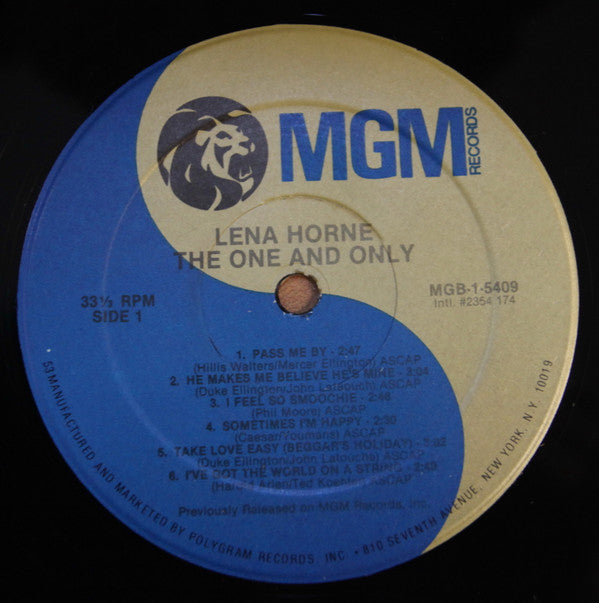 MGM
RECORDS
LENA HORNE
THE ONE AND ONLY
33⅓ RPM
SIDE 1
MGB-1-5409
Intl. #2354 174
1. PASS ME BY - 2:47
(Hillis Walters/Mercer Ellington) ASCAP
2. HE MAKES ME BELIEVE HE'S MINE - 3:04
(Duke Ellington/John Latouch) ASCAP
3. I FEEL SO SMOOCHIE - 2:48
(Phil Moore) ASCAP
4. SOMETIMES I'M HAPPY - 2:30
(Caesar/Youmans) ASCAP
5. TAKE LOVE EASY (BEGGAR'S HOLIDAY) - 3:02
(Duke Ellington/John Latouche) ASCAP
6. I'VE GOT THE WORLD ON A STRING - 2:49
(Harold Arlen/Ted Koehler) ASCAP
Previously Released on MGM Records, Inc.
53 MANUFACTURED AND MARKETED BY POLYGRAM RECORDS, INC. • 810 SEVENTH AVENUE, NEW YORK, N.Y. 10019